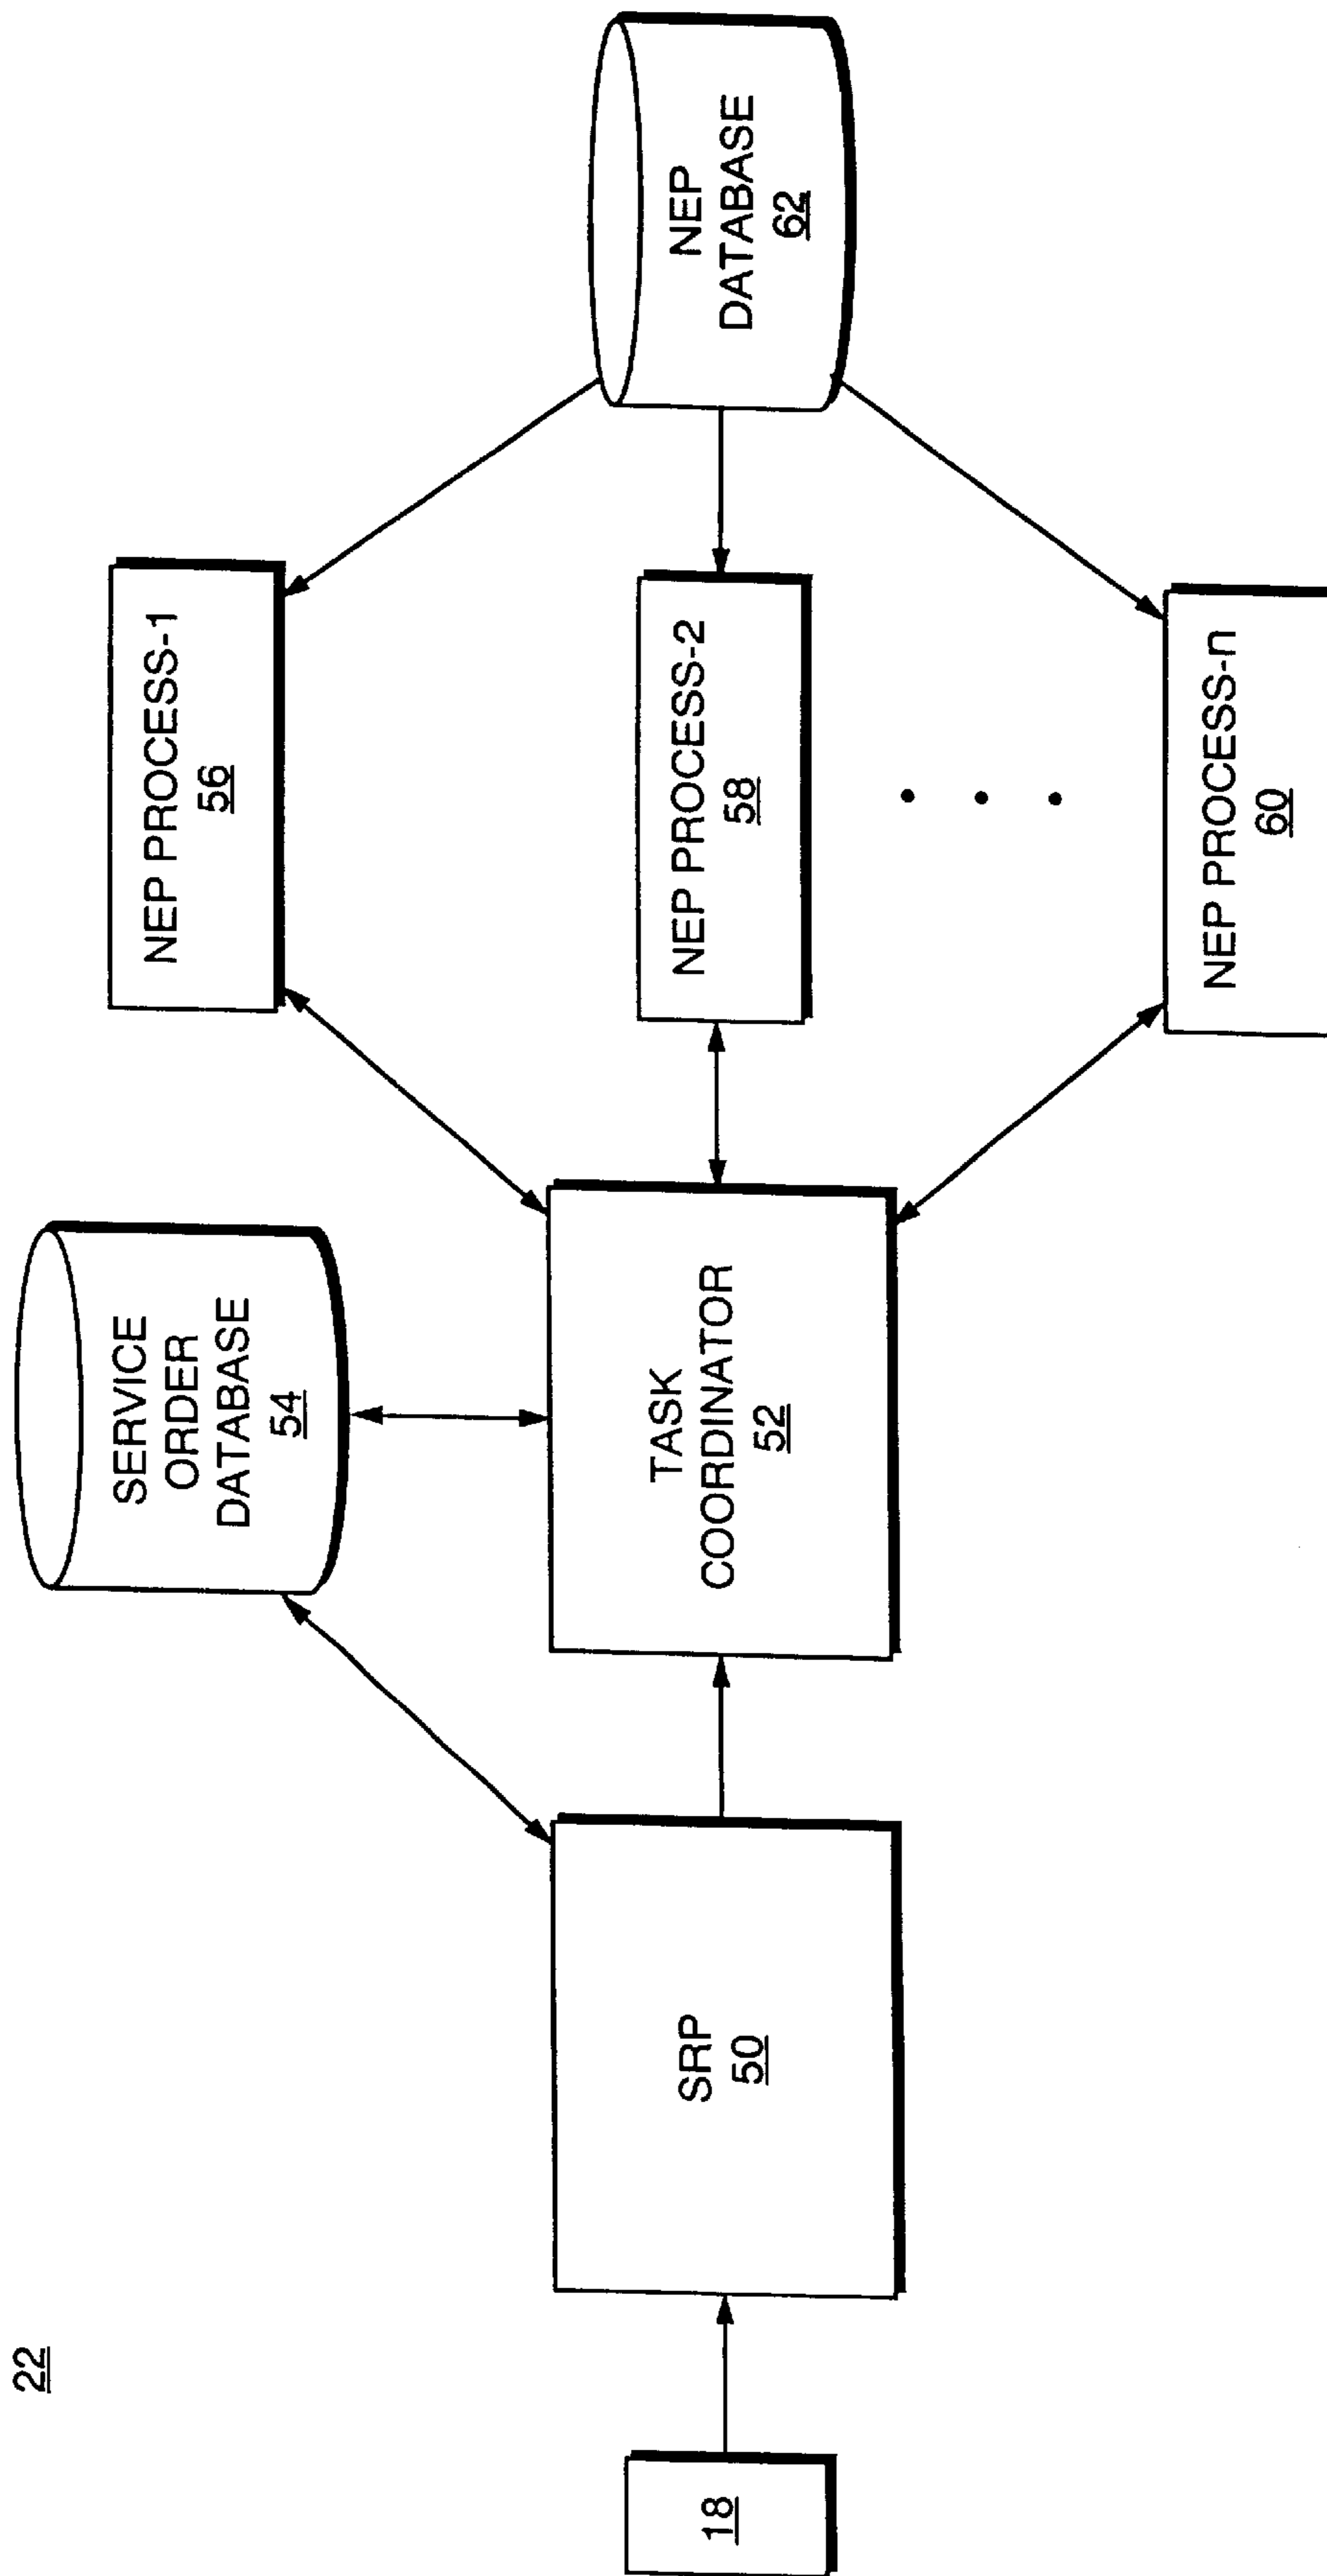 22
18
SRP
50
SERVICE
ORDER
DATABASE
54
TASK
COORDINATOR
52
NEP PROCESS-1
56
NEP PROCESS-2
58
NEP PROCESS-n
60
NEP
DATABASE
62